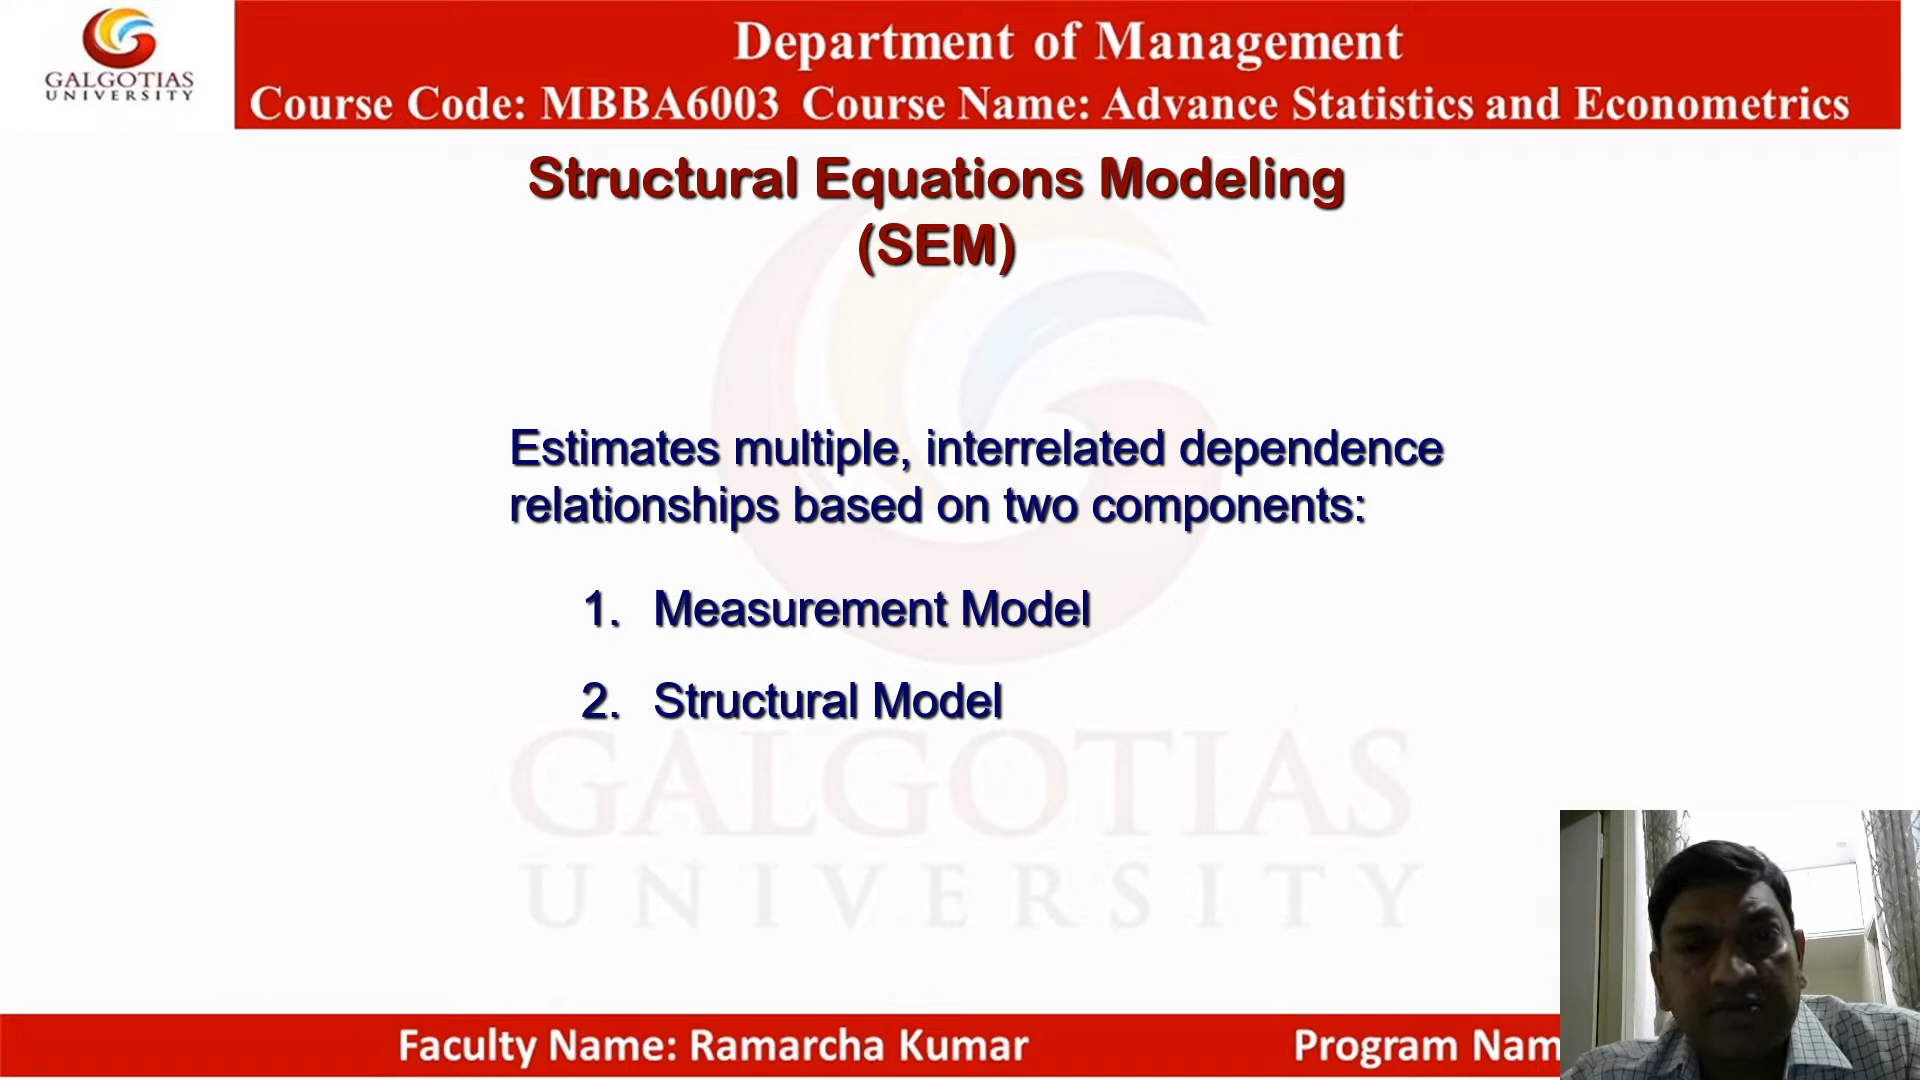 GALGOTIAS
UNIVERSITY
Department of Management
Course Code: MBBA6003 Course Name: Advance Statistics and Econometrics
Structural Equations Modeling
(SEM)
Estimates multiple, interrelated dependence
relationships based on two components:
1. Measurement Model
2. Structural Model
GALGOTIAS
UNIVERSITY
Faculty Name: Ramarcha Kumar
Program Nam